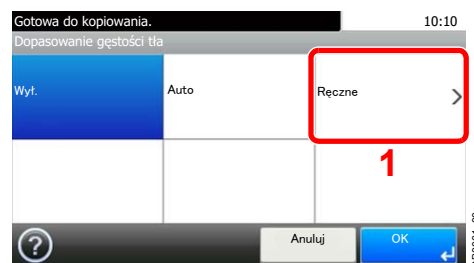 Gotowa do kopiowania. 10:10
Dopasowanie gęstości tła
Wył. Auto Ręczne
1
Anuluj OK